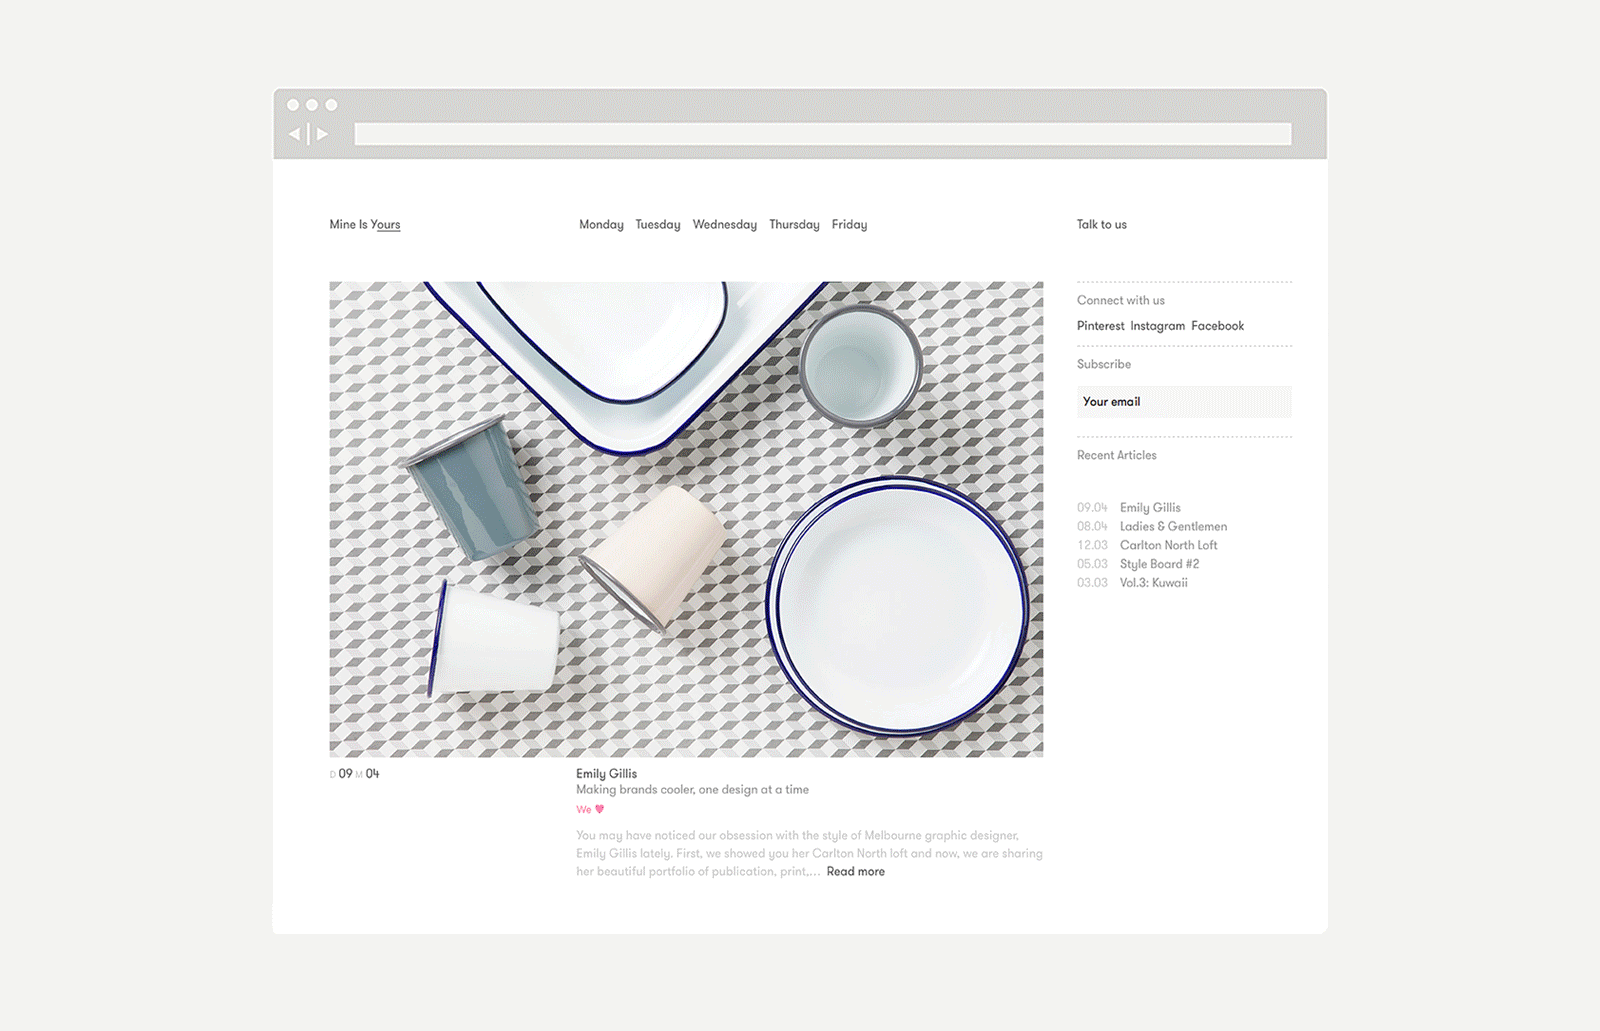 Mine Is Yours
Monday Tuesday Wednesday Thursday Friday
Talk to us
Connect with us
Pinterest Instagram Facebook
Subscribe
Your email
Recent Articles
09.04 Emily Gillis
08.04 Ladies & Gentlemen
12.03 Carlton North Loft
05.03 Style Board #2
03.03 Vol.3: Kuwaii
D 09 M 04
Emily Gillis
Making brands cooler, one design at a time
We ♥
You may have noticed our obsession with the style of Melbourne graphic designer,
Emily Gillis lately. First, we showed you her Carlton North loft and now, we are sharing
her beautiful portfolio of publication, print,... Read more